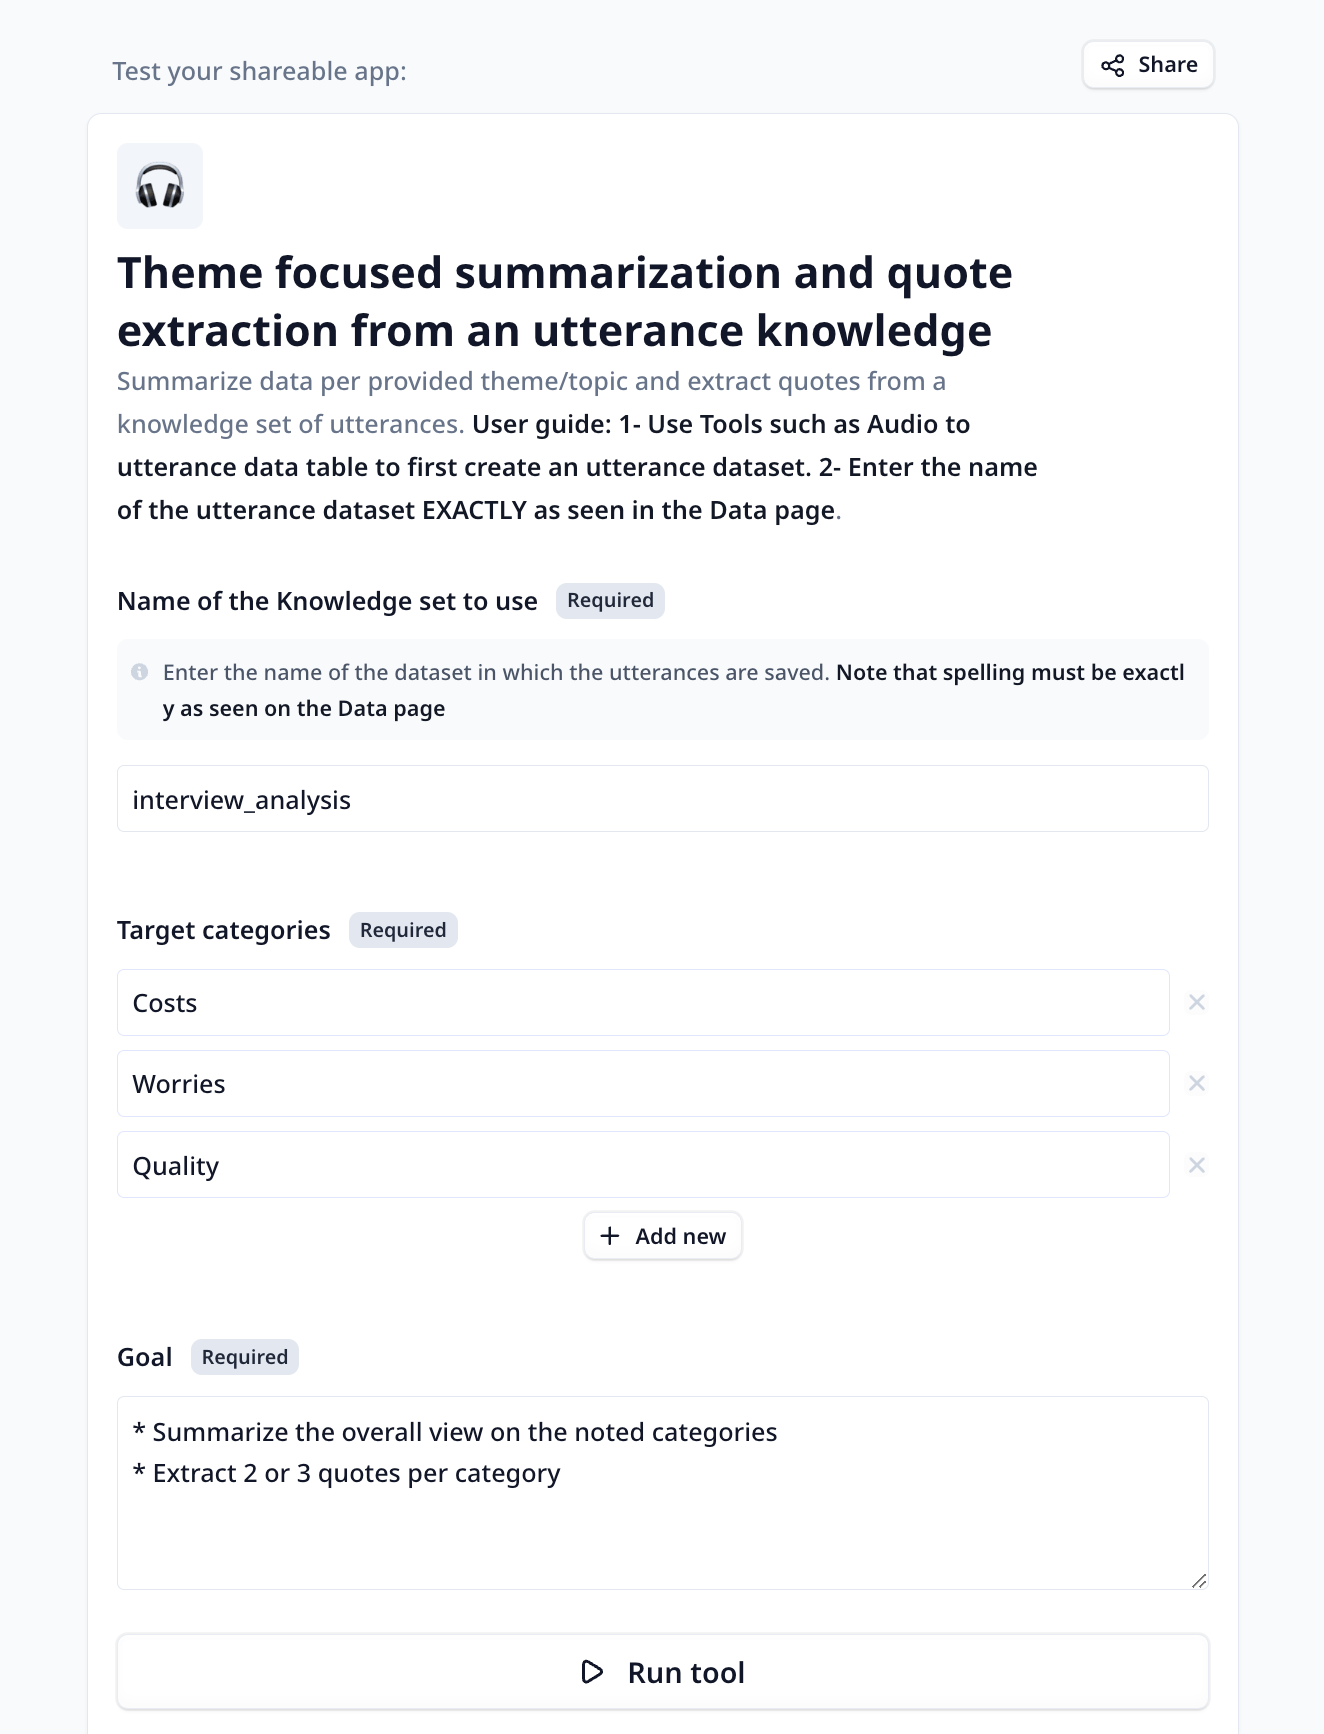 Test your shareable app:
Share
Theme focused summarization and quote
extraction from an utterance knowledge
Summarize data per provided theme/topic and extract quotes from a
knowledge set of utterances. User guide: 1- Use Tools such as Audio to
utterance data table to first create an utterance dataset. 2- Enter the name
of the utterance dataset EXACTLY as seen in the Data page.
Name of the Knowledge set to use Required
Enter the name of the dataset in which the utterances are saved. Note that spelling must be exactl
y as seen on the Data page
interview_analysis
Target categories Required
Costs
Worries
Quality
Add new
Goal Required
* Summarize the overall view on the noted categories
* Extract 2 or 3 quotes per category
Run tool